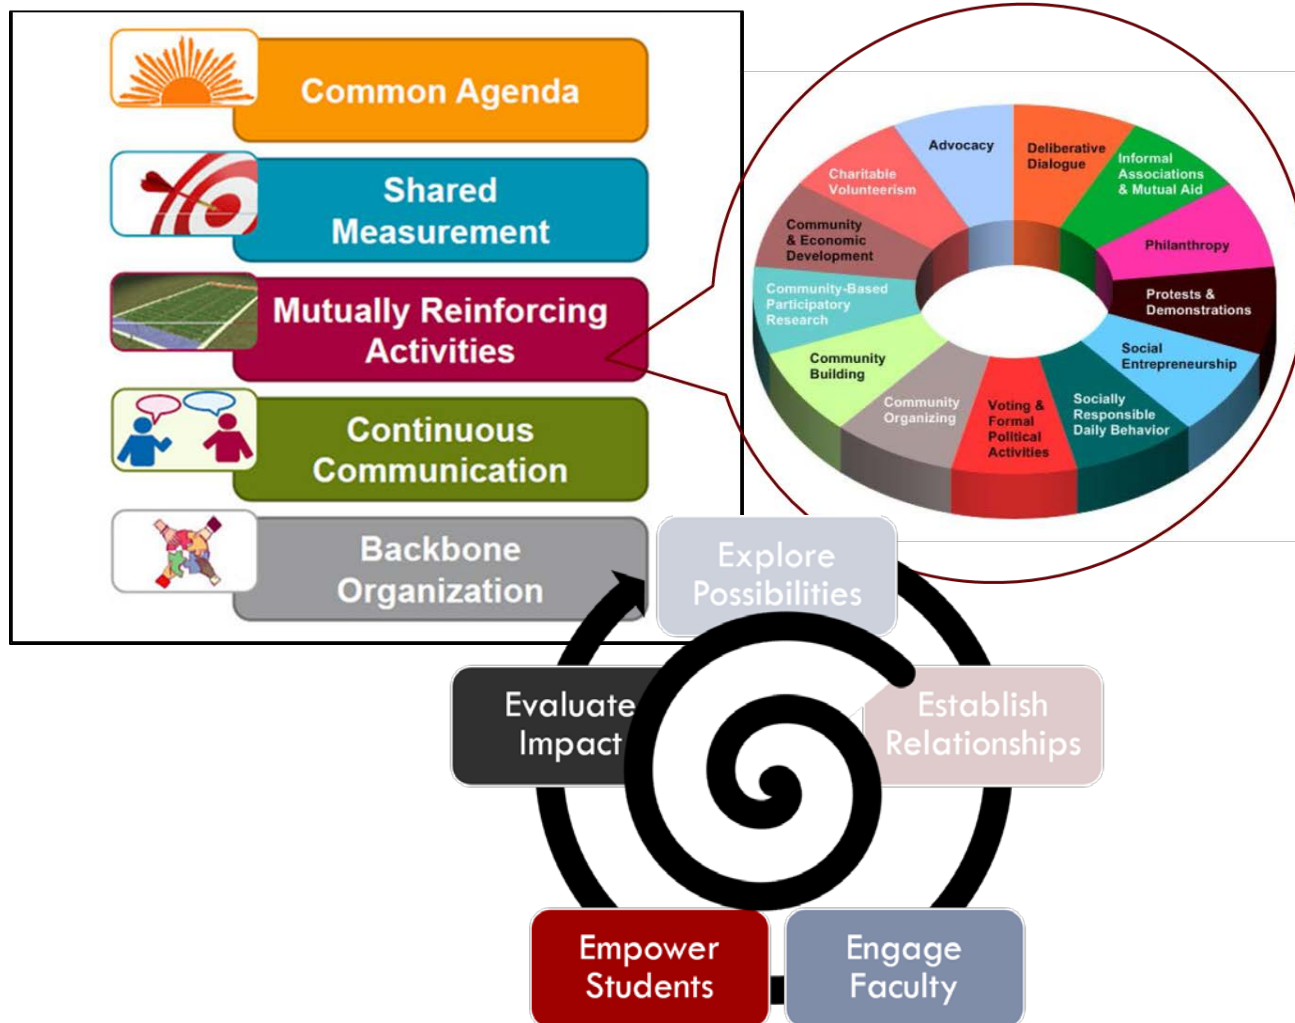 Common Agenda
Shared
Measurement
Mutually Reinforcing
Activities
Continuous
Communication
Backbone
Organization
Advocacy
Deliberative
Dialogue
Informal
Associations
& Mutual Aid
Philanthropy
Protests &
Demonstrations
Social
Entrepreneurship
Socially
Responsible
Daily Behavior
Voting &
Formal
Political
Activities
Community
Organizing
Community
Building
Community-Based
Participatory
Research
Community
& Economic
Development
Charitable
Volunteerism
Explore
Possibilities
Establish
Relationships
Engage
Faculty
Empower
Students
Evaluate
Impact